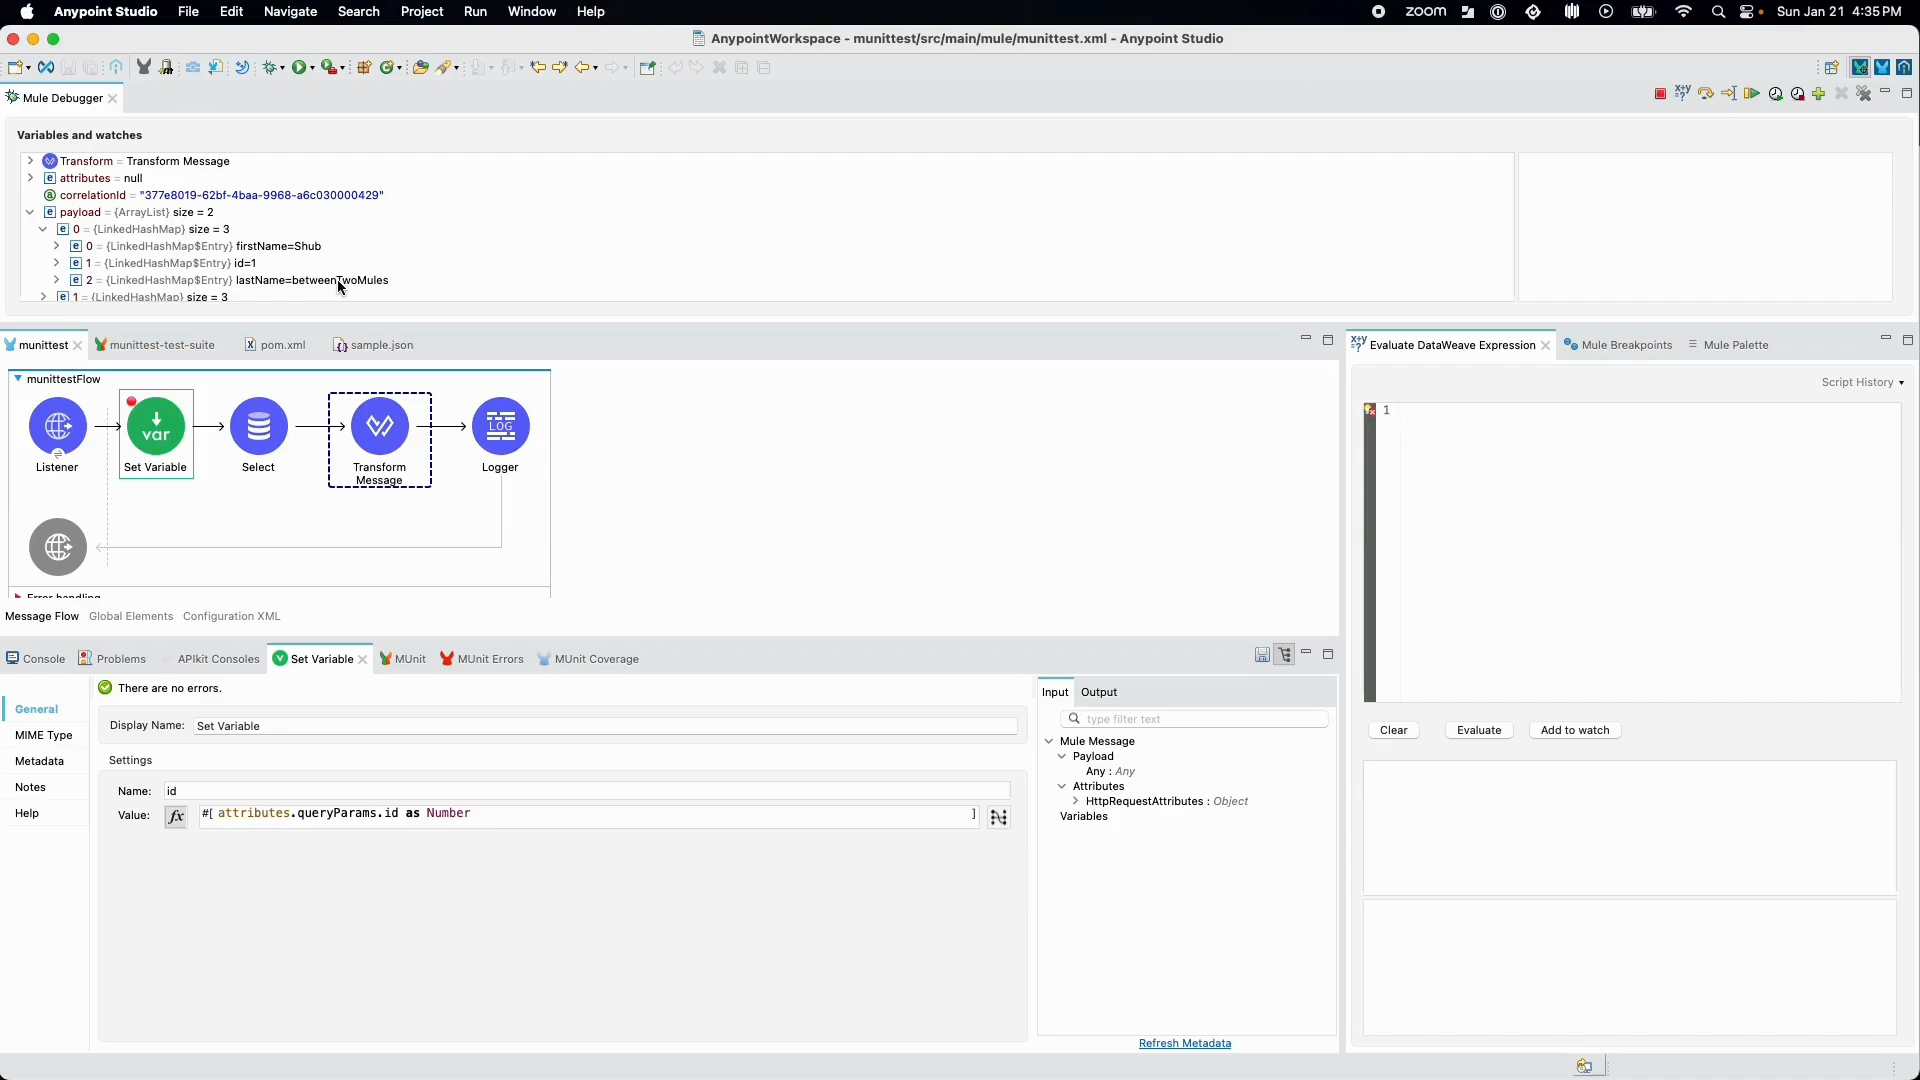 Anypoint Studio File Edit Navigate Search Project Run Window Help zoom Sun Jan 21 4:35 PM
AnypointWorkspace - munittest/src/main/mule/munittest.xml - Anypoint Studio
Mule Debugger
Variables and watches
Transform = Transform Message
attributes = null
correlationId = "377e8019-62bf-4baa-9968-a6c030000429"
payload = {ArrayList} size = 2
0 = {LinkedHashMap} size = 3
0 = {LinkedHashMap$Entry} firstName=Shub
1 = {LinkedHashMap$Entry} id=1
2 = {LinkedHashMap$Entry} lastName=betweenTwoMules
1 = {LinkedHashMap} size = 3
munittest munittest-test-suite pom.xml sample.json
munittestFlow
var
LOG
Listener Set Variable Select Transform Message Logger
Error handling
Message Flow Global Elements Configuration XML
Evaluate DataWeave Expression Mule Breakpoints Mule Palette
Script History
1
Clear Evaluate Add to watch
Console Problems APIkit Consoles Set Variable MUnit MUnit Errors MUnit Coverage
There are no errors.
General
MIME Type
Metadata
Notes
Help
Display Name: Set Variable
Settings
Name: id
Value: fx #[ attributes.queryParams.id as Number ]
Input Output
type filter text
Mule Message
Payload
Any : Any
Attributes
HttpRequestAttributes : Object
Variables
Refresh Metadata